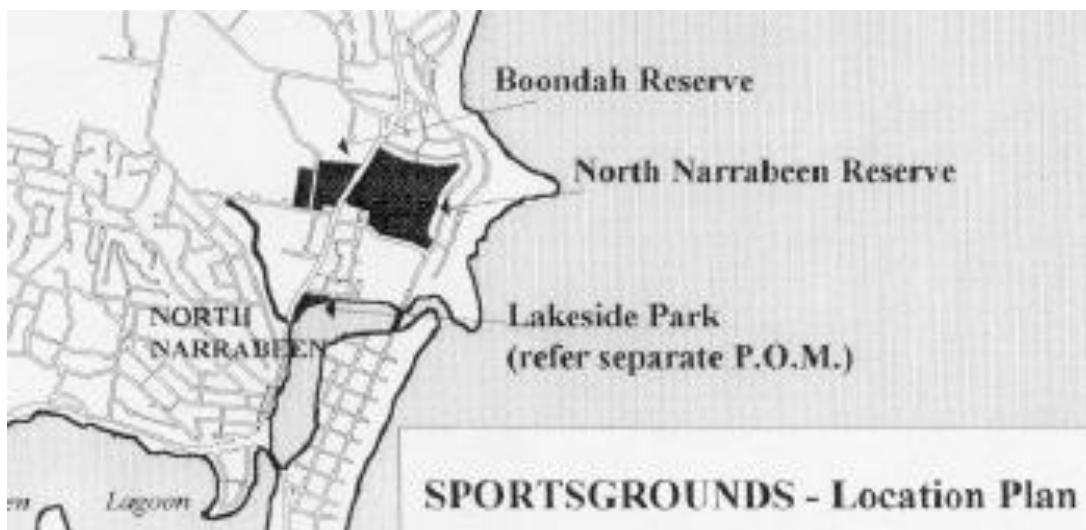 Boondah Reserve
North Narrabeen Reserve
Lakeside Park
(refer separate P.O.M.)
NORTH
NARRABEEN
SPORTSGROUNDS - Location Plan
Lagoon